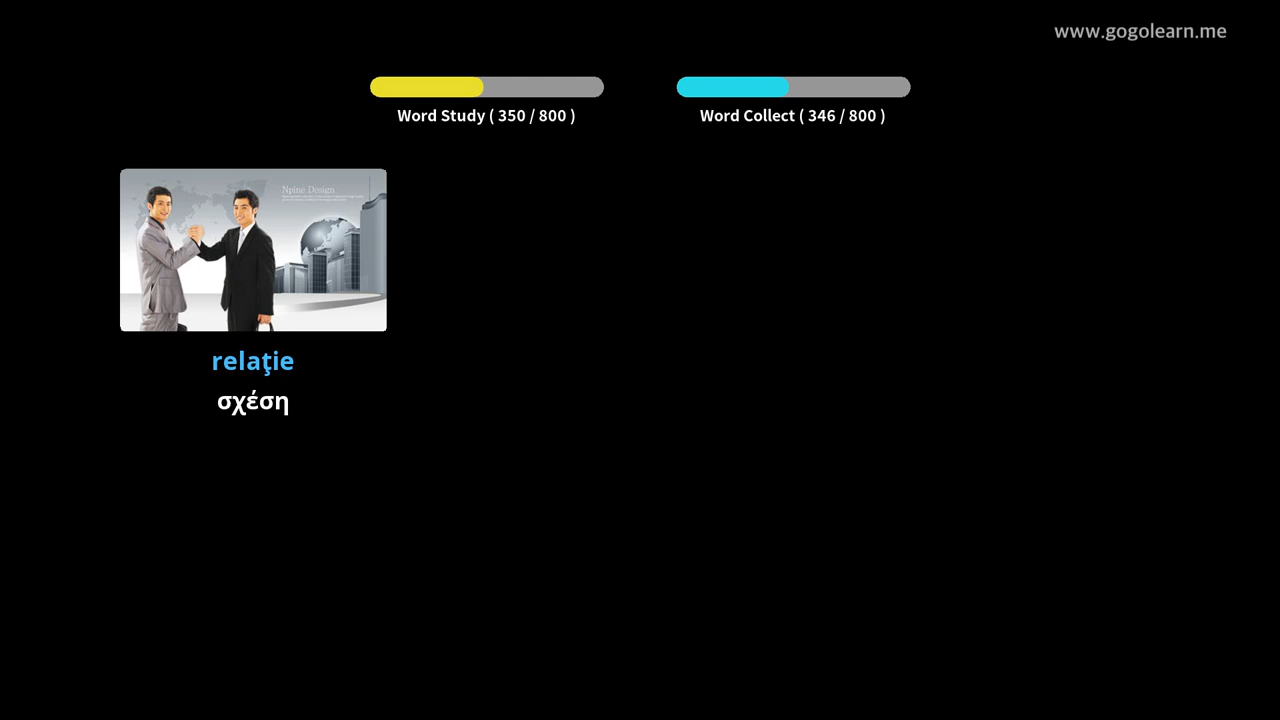 www.gogolearn.me
Word Study ( 350 / 800 )
Word Collect ( 346 / 800 )
Npine Design
relaţie
σχέση